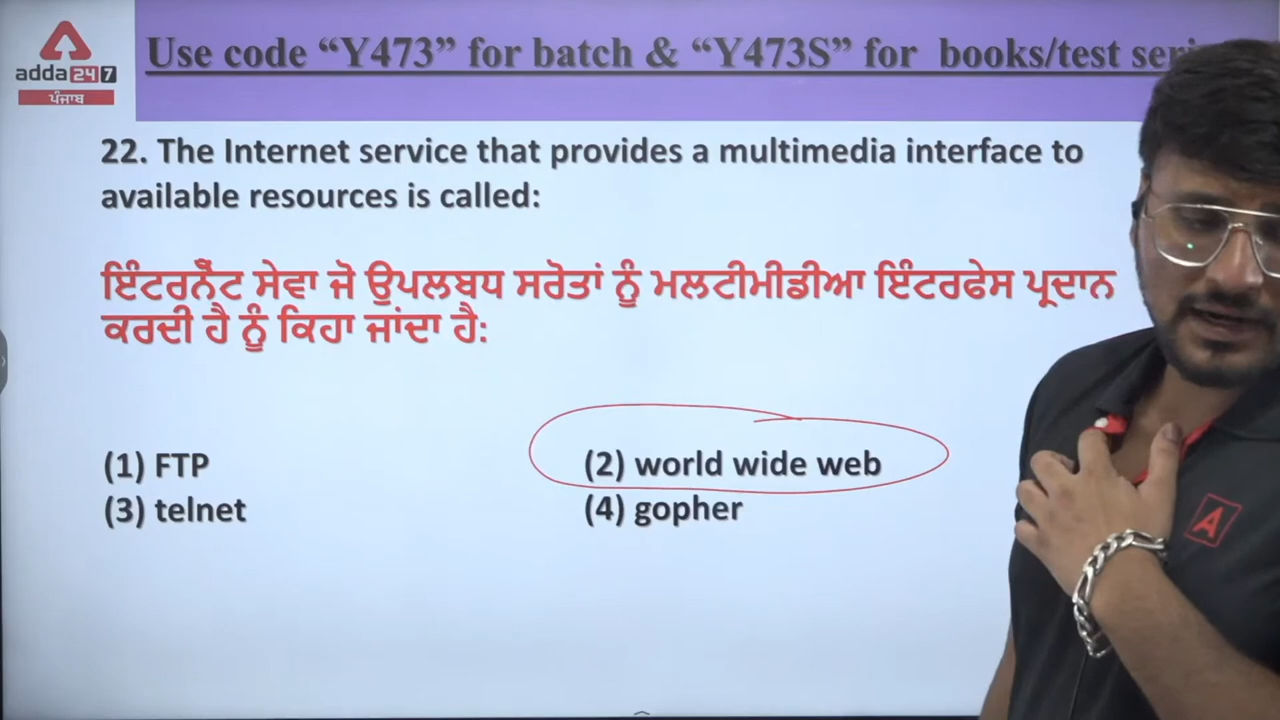 adda 247
ਪੰਜਾਬ
Use code “Y473” for batch & “Y473S” for books/test
22. The Internet service that provides a multimedia interface to
available resources is called:
ਇੰਟਰਨੈੱਟ ਸੇਵਾ ਜੋ ਉਪਲਬਧ ਸਰੋਤਾਂ ਨੂੰ ਮਲਟੀਮੀਡੀਆ ਇੰਟਰਫੇਸ ਪ੍ਰਦਾਨ
ਕਰਦੀ ਹੈ ਨੂੰ ਕਿਹਾ ਜਾਂਦਾ ਹੈ:
(1) FTP (2) world wide web
(3) telnet (4) gopher
A